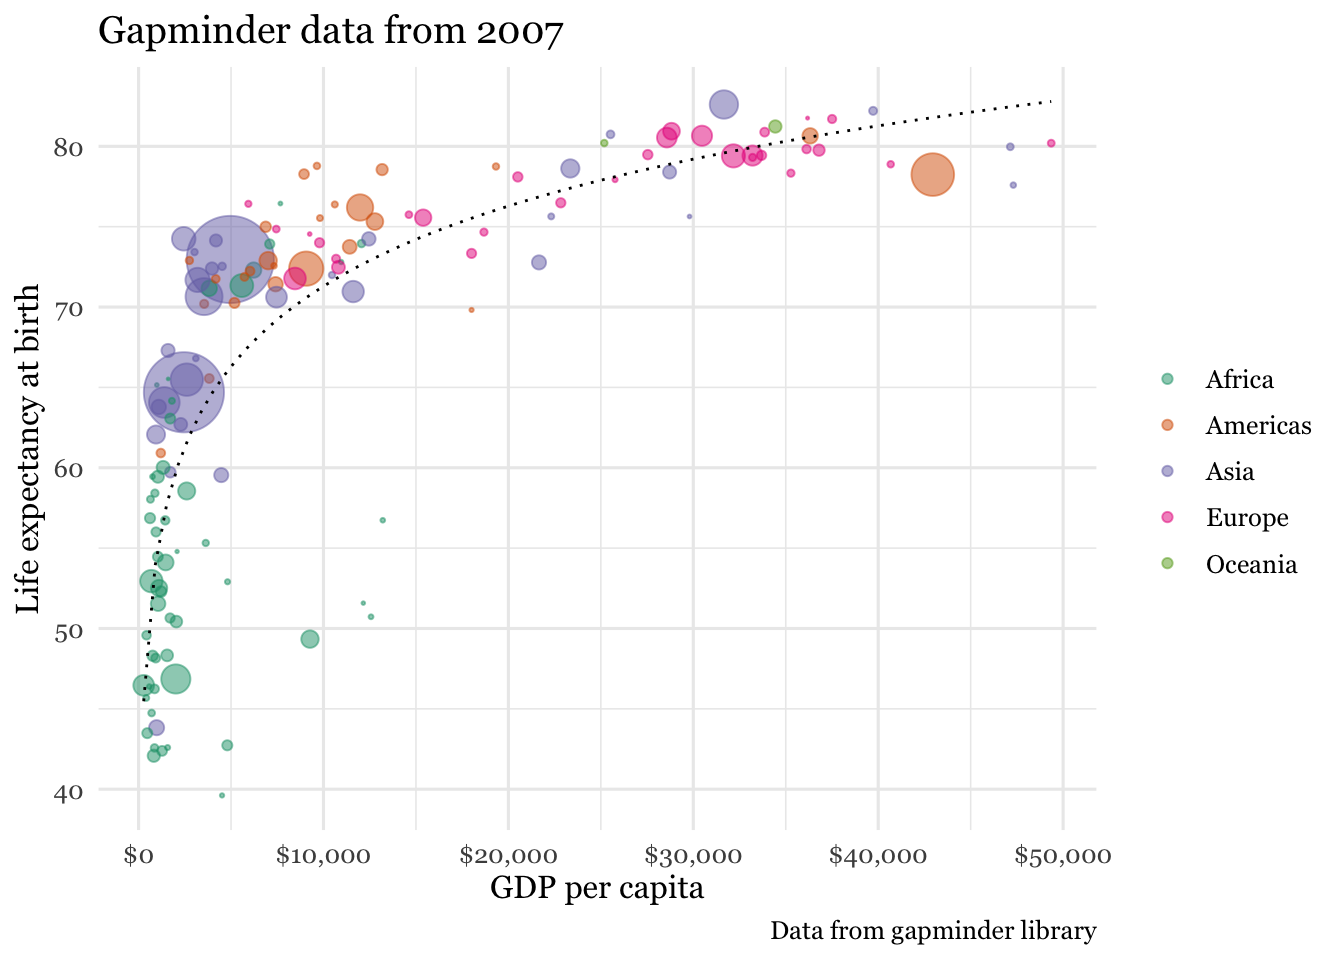 Gapminder data from 2007
Life expectancy at birth
80
70
60
50
40
$0 $10,000 $20,000 $30,000 $40,000 $50,000
GDP per capita
Africa
Americas
Asia
Europe
Oceania
Data from gapminder library